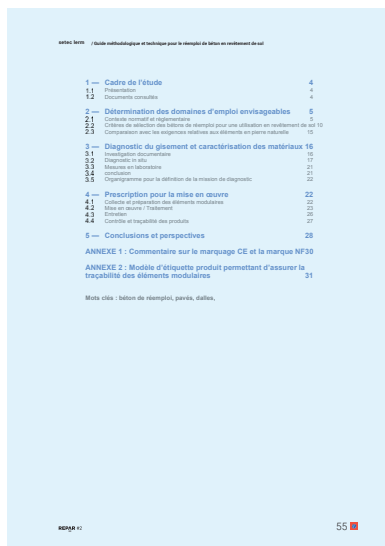 setec lerm / Guide méthodologique et technique pour le réemploi de béton en revêtement de sol
1 — Cadre de l'étude 4
1.1 Présentation 4
1.2 Documents consultés 4
2 — Détermination des domaines d'emploi envisageables 5
2.1 Contexte normatif et réglementaire 5
2.2 Critères de sélection des bétons de réemploi pour une utilisation en revêtement de sol 10
2.3 Comparaison avec les exigences relatives aux éléments en pierre naturelle 15
3 — Diagnostic du gisement et caractérisation des matériaux 16
3.1 Investigation documentaire 16
3.2 Diagnostic in situ 17
3.3 Mesures en laboratoire 21
3.4 conclusion 21
3.5 Organigramme pour la définition de la mission de diagnostic 22
4 — Prescription pour la mise en œuvre 22
4.1 Collecte et préparation des éléments modulaires 22
4.2 Mise en œuvre / Traitement 23
4.3 Entretien 26
4.4 Contrôle et traçabilité des produits 27
5 — Conclusions et perspectives 28
ANNEXE 1 : Commentaire sur le marquage CE et la marque NF30
ANNEXE 2 : Modèle d'étiquette produit permettant d'assurer la
traçabilité des éléments modulaires 31
Mots clés : béton de réemploi, pavés, dalles,
REPAR #2
55